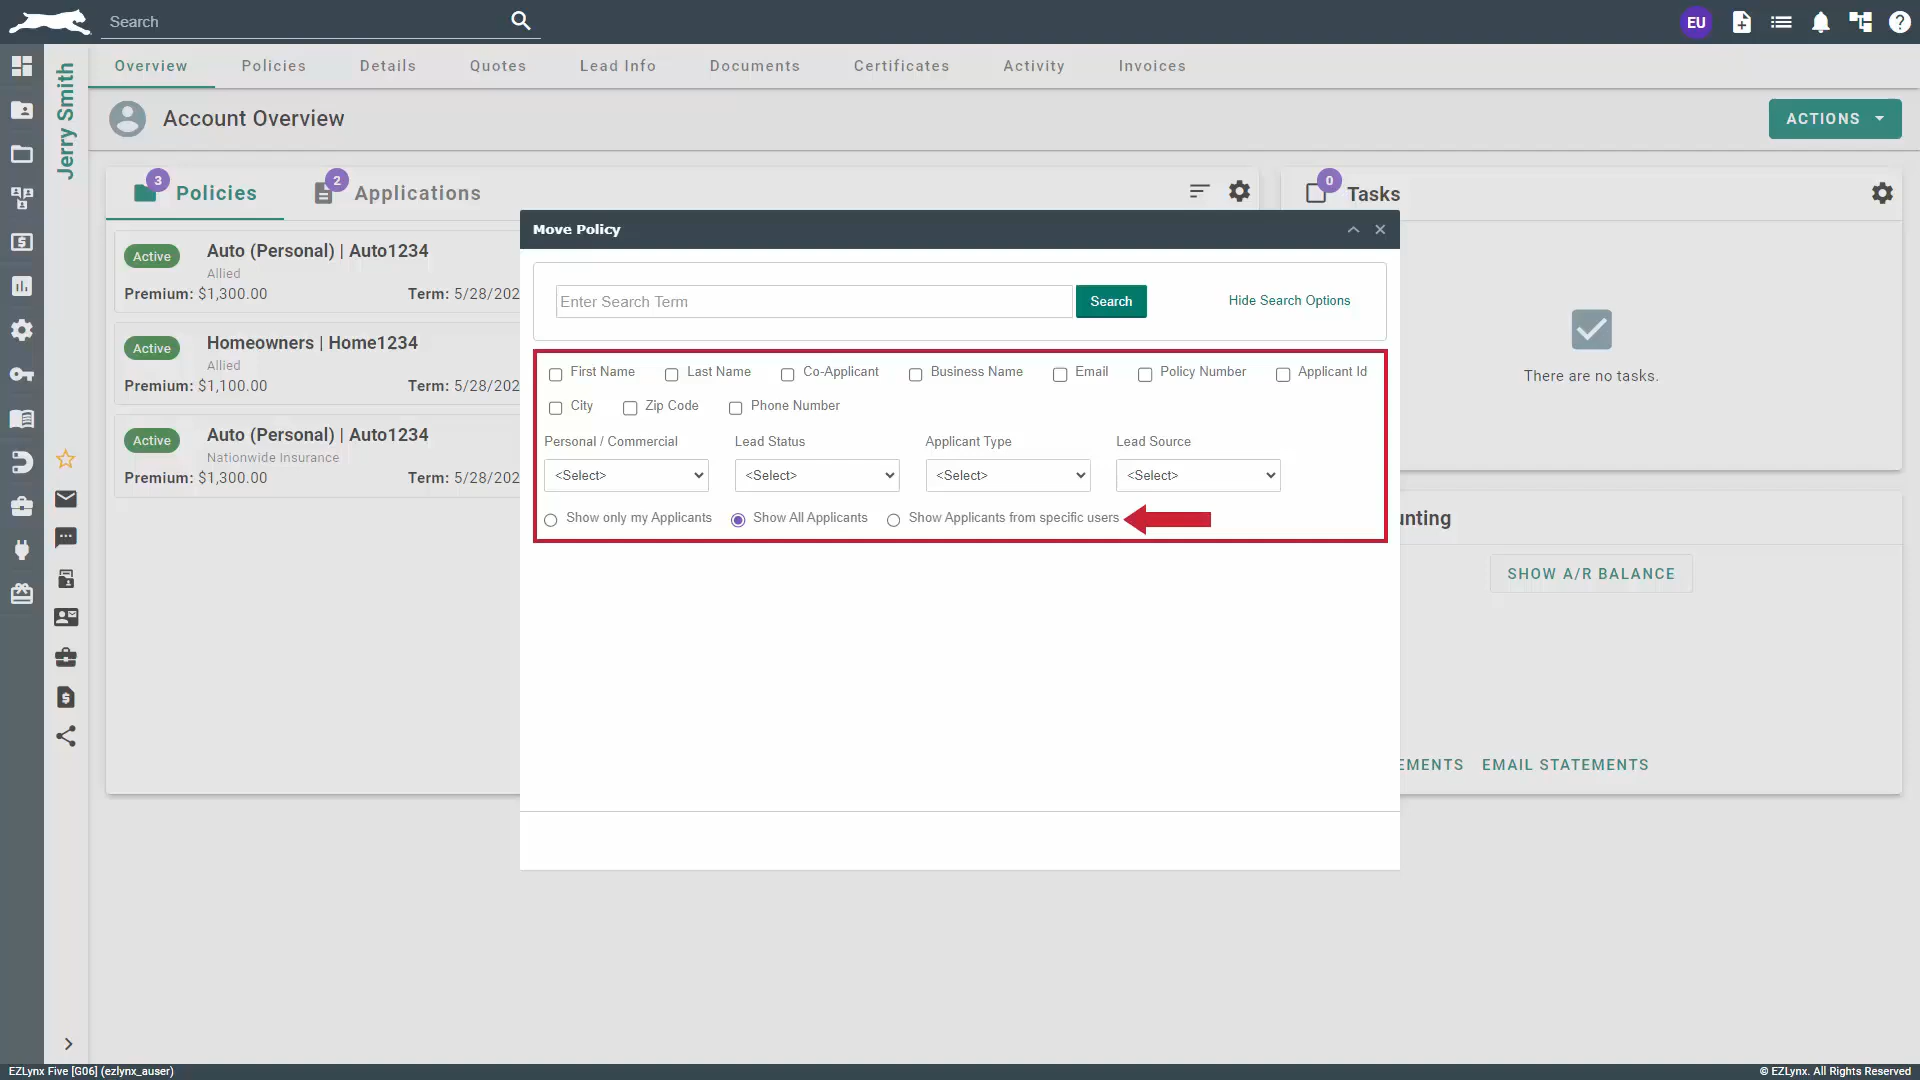 Search
EU
Jerry Smith
Overview Policies Details Quotes Lead Info Documents Certificates Activity Invoices
Account Overview
ACTIONS
3 Policies
2 Applications
0 Tasks
Active Auto (Personal) | Auto1234
Allied
Premium: $1,300.00 Term: 5/28/202
Active Homeowners | Home1234
Allied
Premium: $1,100.00 Term: 5/28/202
Active Auto (Personal) | Auto1234
Nationwide Insurance
Premium: $1,300.00 Term: 5/28/202
Move Policy
Enter Search Term Search Hide Search Options
First Name Last Name Co-Applicant Business Name Email Policy Number Applicant Id
City Zip Code Phone Number
Personal / Commercial Lead Status Applicant Type Lead Source
<Select> <Select> <Select> <Select>
Show only my Applicants Show All Applicants Show Applicants from specific users
There are no tasks.
unting
SHOW A/R BALANCE
EMENTS EMAIL STATEMENTS
EZLynx Five [G06] (ezlynx_auser)
© EZLynx. All Rights Reserved